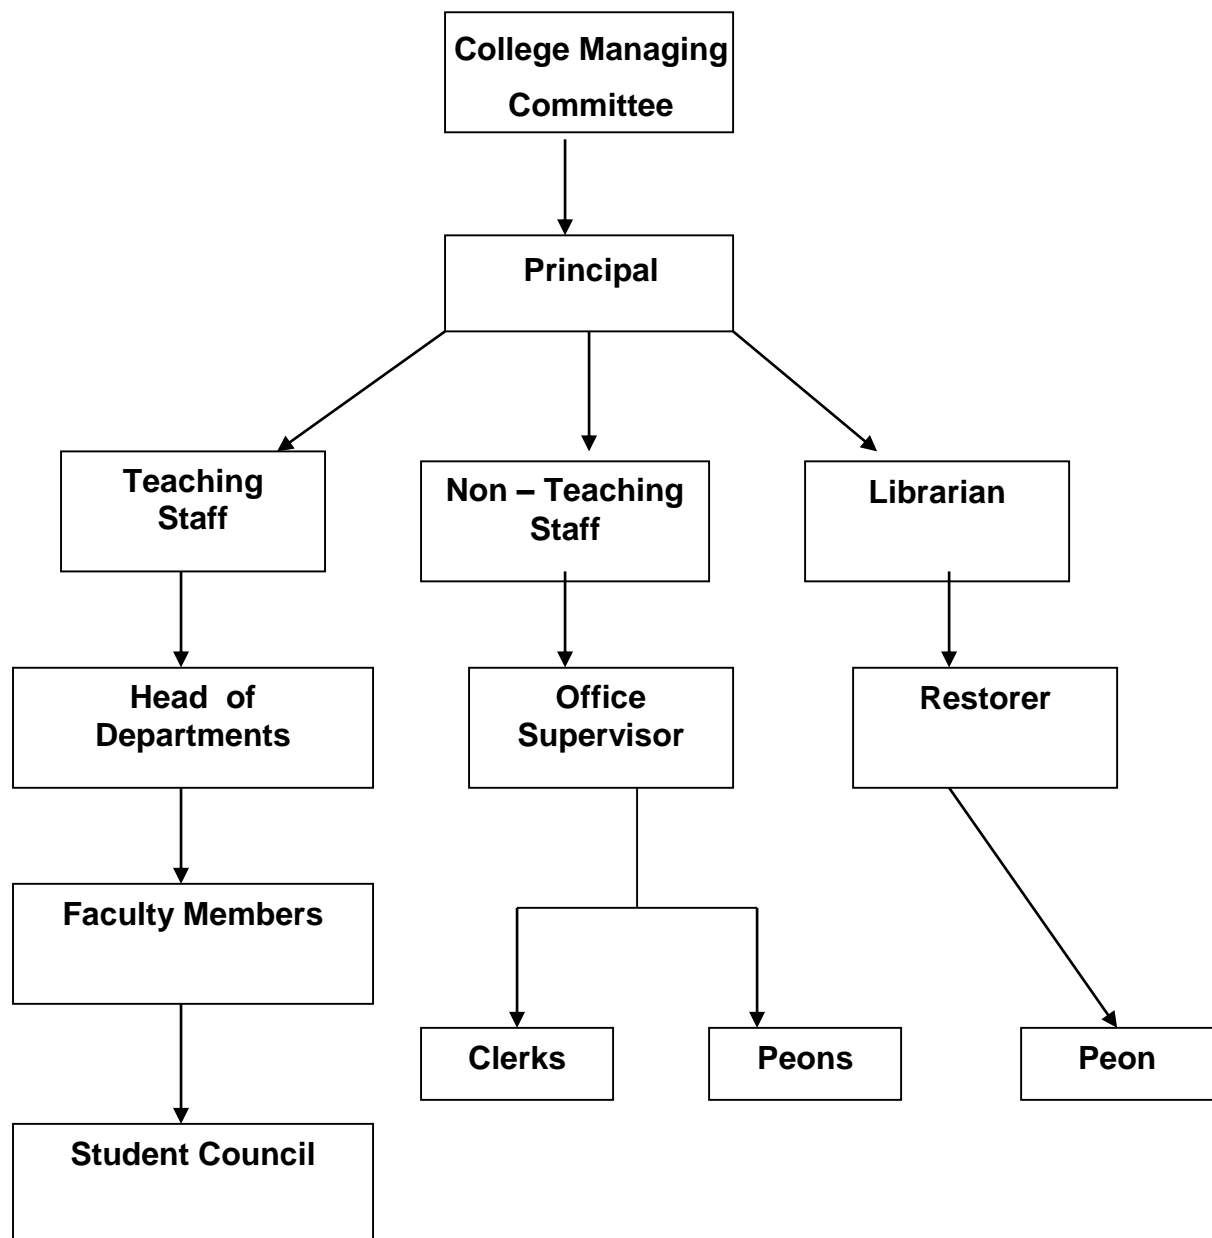 College Managing
Committee
Principal
Teaching
Staff
Non – Teaching
Staff
Librarian
Head of
Departments
Office
Supervisor
Restorer
Faculty Members
Clerks
Peons
Peon
Student Council